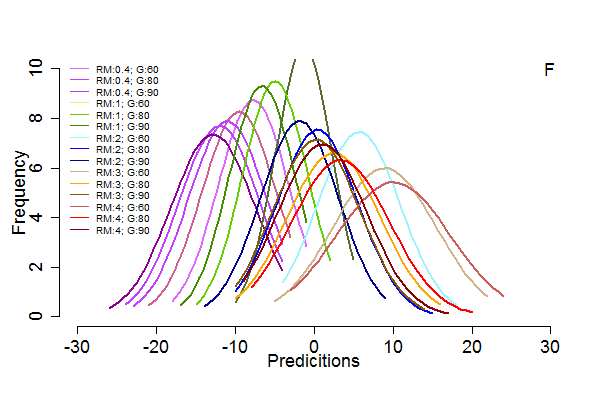 F
RM:0.4; G:60
RM:0.4; G:80
RM:0.4; G:90
RM:1; G:60
RM:1; G:80
RM:1; G:90
RM:2; G:60
RM:2; G:80
RM:2; G:90
RM:3; G:60
RM:3; G:80
RM:3; G:90
RM:4; G:60
RM:4; G:80
RM:4; G:90
Frequency
10
8
6
4
2
0
-30 -20 -10 0 10 20 30
Predicitions